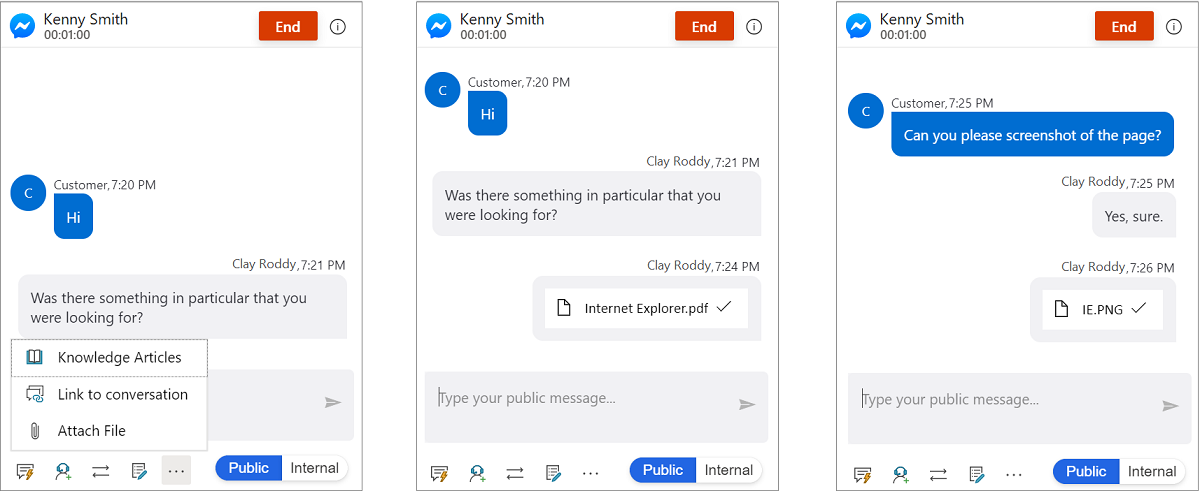 Kenny Smith
00:01:00
End
Customer, 7:20 PM
C
Hi
Clay Roddy, 7:21 PM
Was there something in particular that you
were looking for?
Knowledge Articles
Link to conversation
Attach File
Public
Internal
Kenny Smith
00:01:00
End
Customer, 7:20 PM
C
Hi
Clay Roddy, 7:21 PM
Was there something in particular that you
were looking for?
Clay Roddy, 7:24 PM
Internet Explorer.pdf
Type your public message...
Public
Internal
Kenny Smith
00:01:00
End
Customer, 7:25 PM
C
Can you please screenshot of the page?
Clay Roddy, 7:25 PM
Yes, sure.
Clay Roddy, 7:26 PM
IE.PNG
Type your public message...
Public
Internal